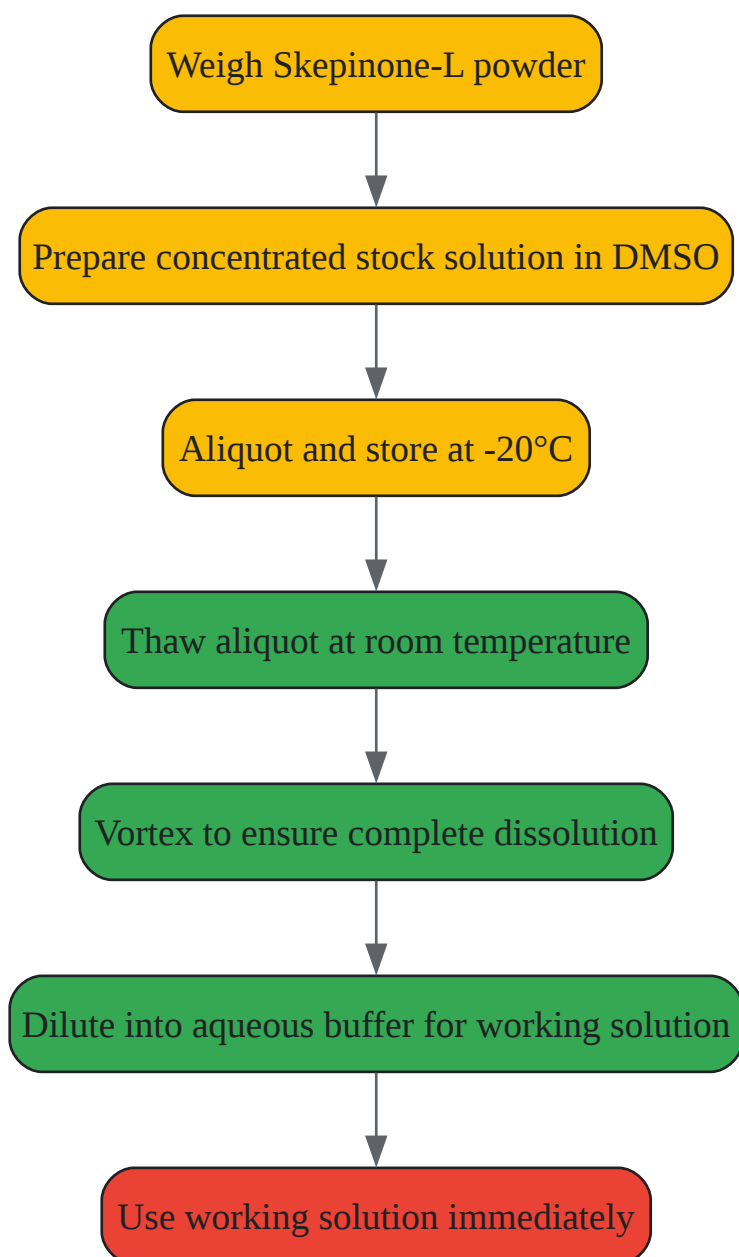 Weigh Skepinone-L powder
Prepare concentrated stock solution in DMSO
Aliquot and store at -20°C
Thaw aliquot at room temperature
Vortex to ensure complete dissolution
Dilute into aqueous buffer for working solution
Use working solution immediately